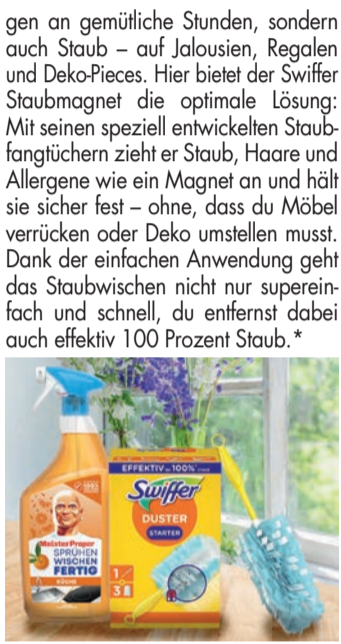 gen an gemütliche Stunden, sondern
auch Staub – auf Jalousien, Regalen
und Deko-Pieces. Hier bietet der Swiffer
Staubmagnet die optimale Lösung:
Mit seinen speziell entwickelten Staub-
fangtüchern zieht er Staub, Haare und
Allergene wie ein Magnet an und hält
sie sicher fest – ohne, dass du Möbel
verrücken oder Deko umstellen musst.
Dank der einfachen Anwendung geht
das Staubwischen nicht nur superein-
fach und schnell, du entfernst dabei
auch effektiv 100 Prozent Staub.*
Meister Proper
SPRÜHEN
WISCHEN
FERTIG
KÜCHE
EFFEKTIV 100%
Swiffer
DUSTER
STARTER
1
3